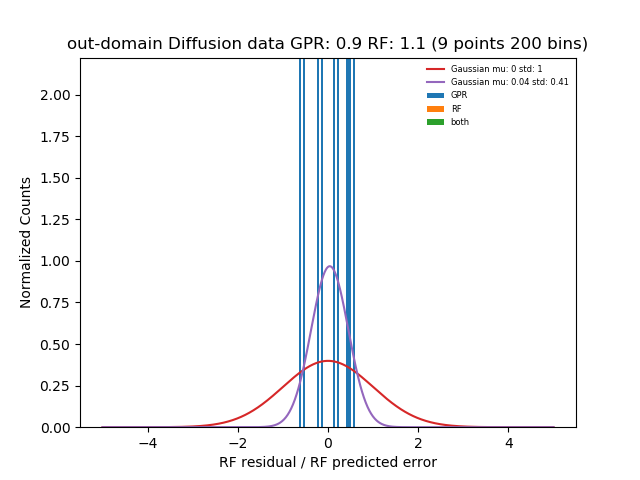 out-domain Diffusion data GPR: 0.9 RF: 1.1 (9 points 200 bins)
Gaussian mu: 0 std: 1
Gaussian mu: 0.04 std: 0.41
GPR
RF
both
Normalized Counts
2.00
1.75
1.50
1.25
1.00
0.75
0.50
0.25
0.00
−4
−2
0
2
4
RF residual / RF predicted error